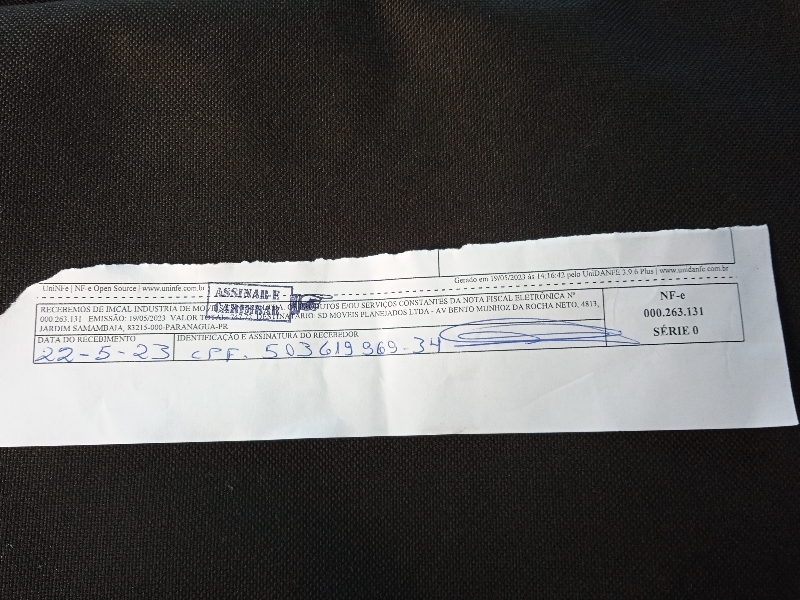 UniNFe | NF-e Open Source | www.uninfe.com.br
Gerado em 19/05/2023 às 14:16:42 pelo UniDANFE 3.9.6 Plus | www.unidanfe.com.br
ASSINAR E
CARIMBAR
RECEBEMOS DE IMCAL INDUSTRIA DE E/OU SERVIÇOS CONSTANTES DA NOTA FISCAL ELETRÔNICA Nº
000.263.131 EMISSÃO: 19/05/2023 VALOR DESTINATÁRIO: SD MOVEIS PLANEJADOS LTDA - AV BENTO MUNHOZ DA ROCHA NETO, 4813,
JARDIM SAMAMBAIA, 83215-000-PARANAGUA-PR
NF-e
000.263.131
SÉRIE 0
DATA DO RECEBIMENTO
22-5-23
IDENTIFICAÇÃO E ASSINATURA DO RECEBEDOR
CPF. 503619969-34